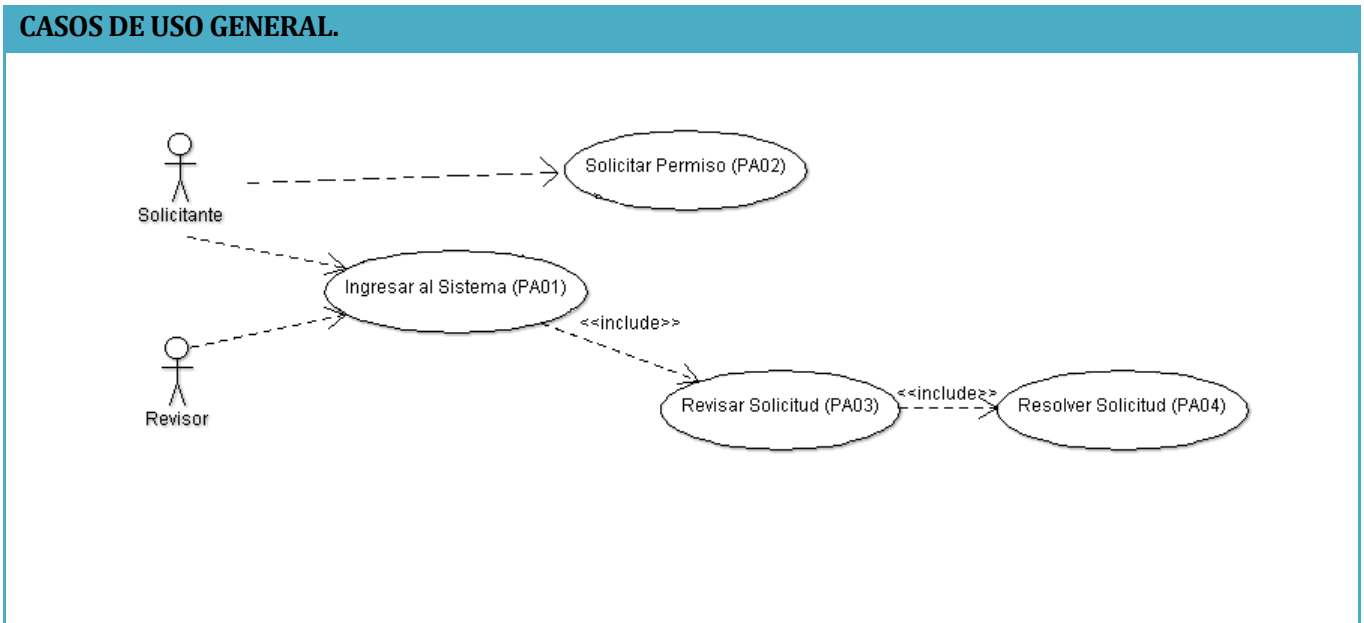 CASOS DE USO GENERAL.
Solicitar Permiso (PA02)
Solicitante
Ingresar al Sistema (PA01)
<<include>>
Revisor
Revisar Solicitud (PA03)
<<include>>
Resolver Solicitud (PA04)